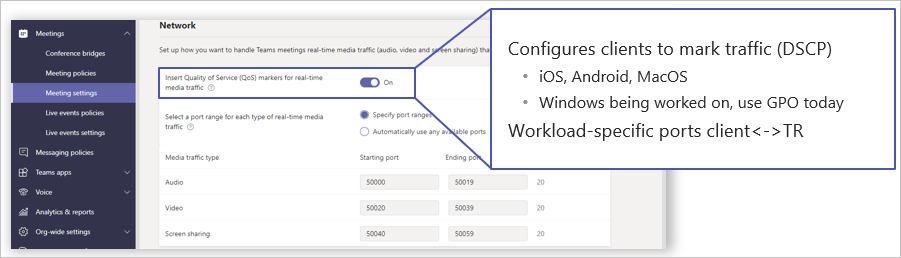 Meetings
Conference bridges
Meeting policies
Meeting settings
Live events policies
Live events settings
Messaging policies
Teams apps
Voice
Analytics & reports
Org-wide settings
Network
Set up how you want to handle Teams meetings real-time media traffic (audio, video and screen sharing) that
Insert Quality of Service (QoS) markers for real-time
media traffic
On
Select a port range for each type of real-time media
traffic
Specify port ranges
Automatically use any available ports
Media traffic type Starting port Ending port
Audio 50000 50019 20
Video 50020 50039 20
Screen sharing 50040 50059 20
Configures clients to mark traffic (DSCP)
• iOS, Android, MacOS
• Windows being worked on, use GPO today
Workload-specific ports client<->TR